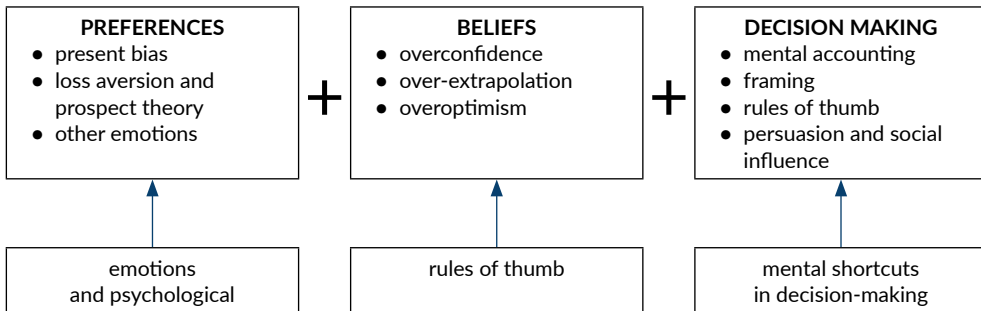 PREFERENCES
● present bias
● loss aversion and
prospect theory
● other emotions
+
BELIEFS
● overconfidence
● over-extrapolation
● overoptimism
+
DECISION MAKING
● mental accounting
● framing
● rules of thumb
● persuasion and social
influence
emotions
and psychological
rules of thumb
mental shortcuts
in decision-making